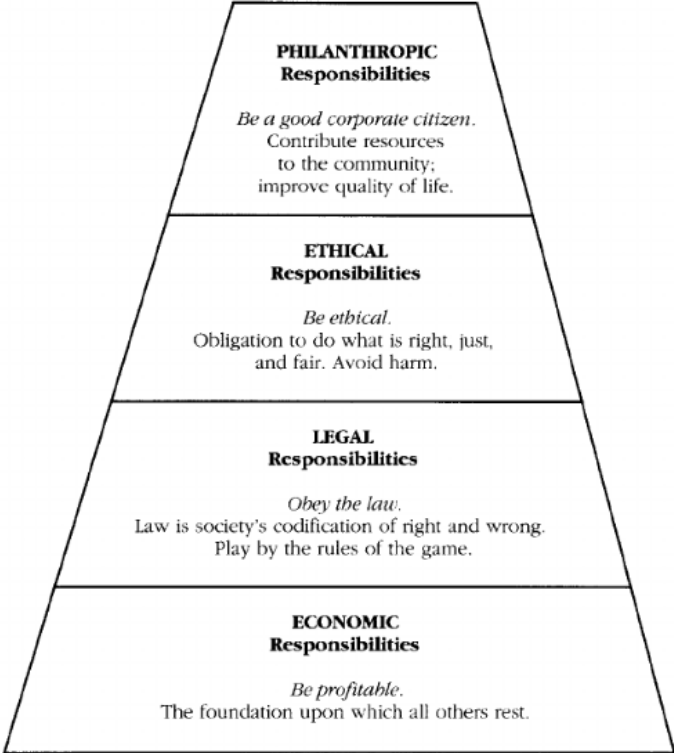 PHILANTHROPIC
Responsibilities
Be a good corporate citizen.
Contribute resources
to the community;
improve quality of life.
ETHICAL
Responsibilities
Be ethical.
Obligation to do what is right, just,
and fair. Avoid harm.
LEGAL
Responsibilities
Obey the law.
Law is society's codification of right and wrong.
Play by the rules of the game.
ECONOMIC
Responsibilities
Be profitable.
The foundation upon which all others rest.